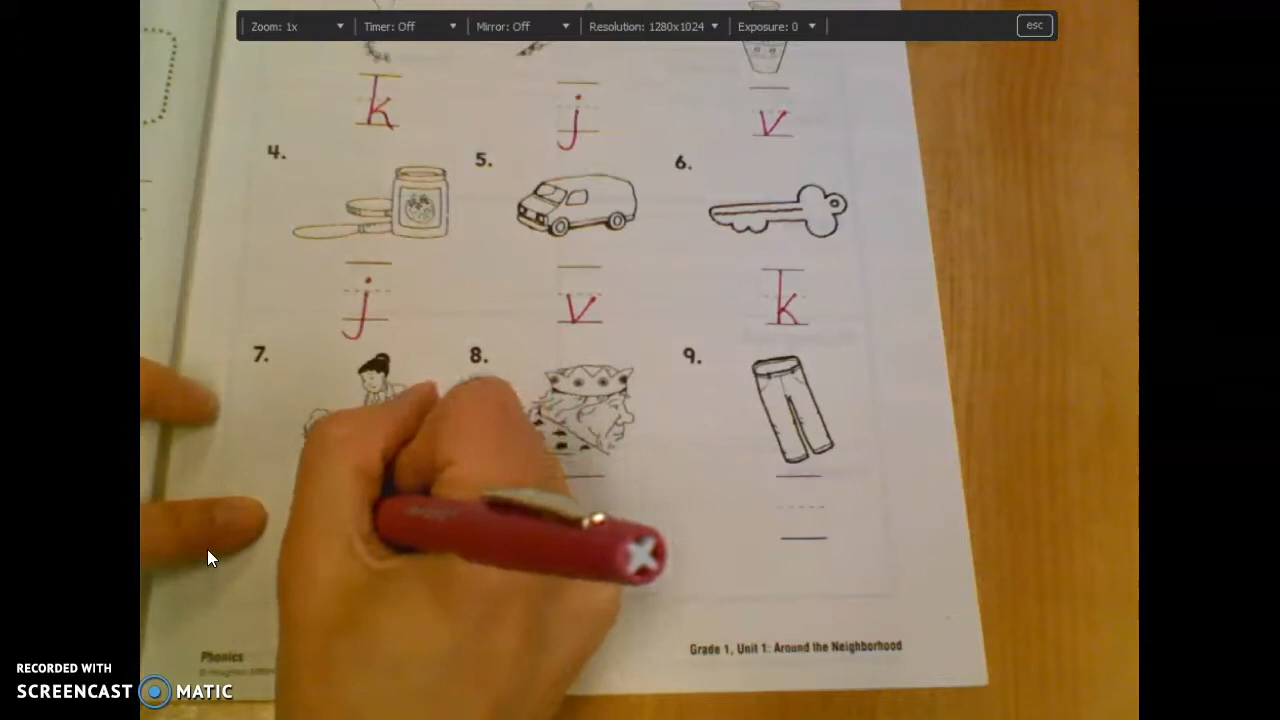 Zoom: 1x Timer: Off Mirror: Off Resolution: 1280x1024 Exposure: 0 esc
k j v
4. 5. 6.
j v k
7. 8. 9.
Phonics
Grade 1, Unit 1: Around the Neighborhood
RECORDED WITH
SCREENCAST MATIC